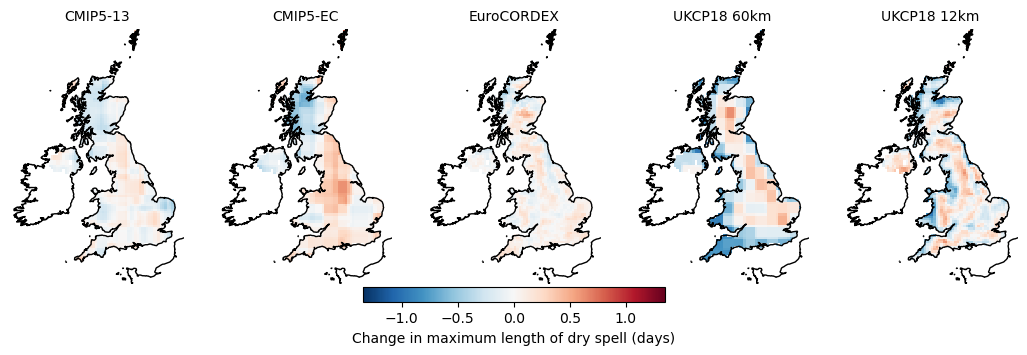 CMIP5-13 CMIP5-EC EuroCORDEX UKCP18 60km UKCP18 12km
−1.0 −0.5 0.0 0.5 1.0
Change in maximum length of dry spell (days)